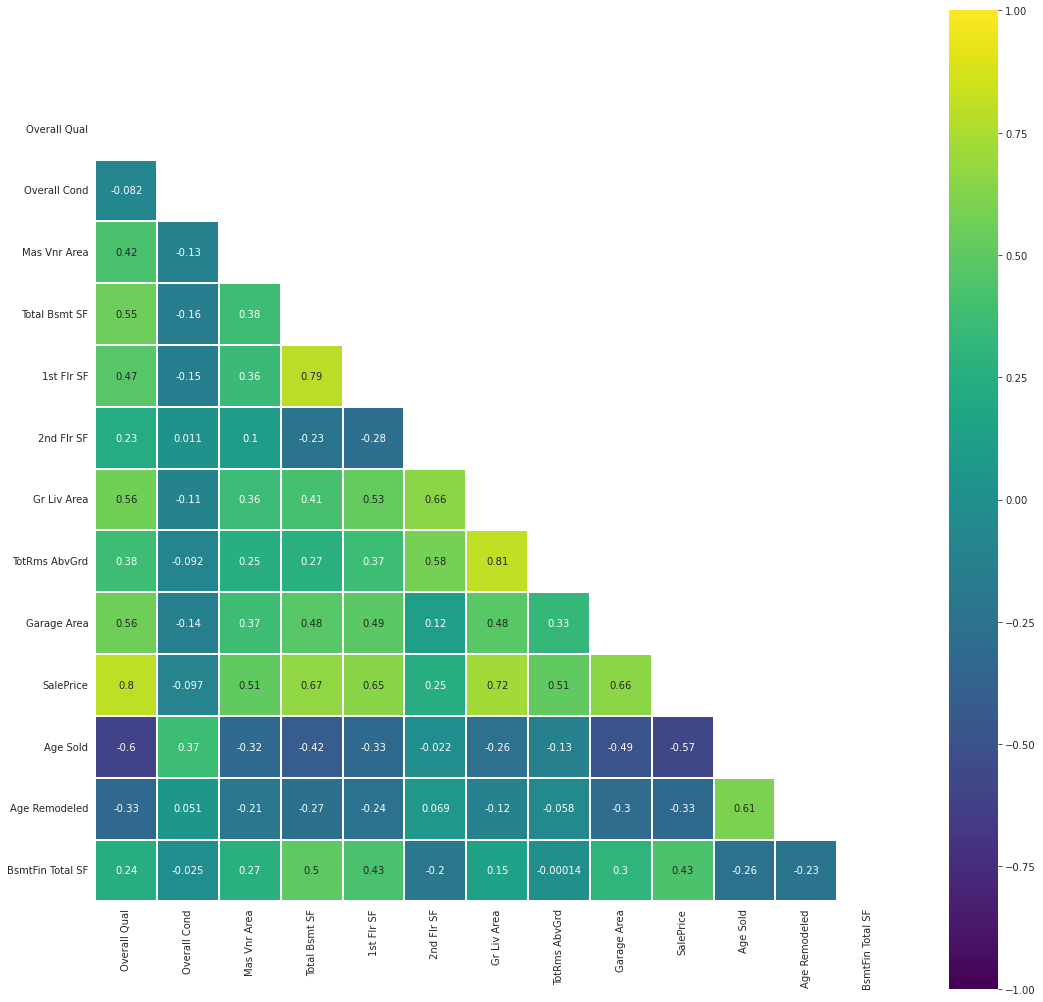 1.00
0.75
0.50
0.25
0.00
−0.25
−0.50
−0.75
−1.00
Overall Qual
Overall Cond -0.082
Mas Vnr Area 0.42 -0.13
Total Bsmt SF 0.55 -0.16 0.38
1st Flr SF 0.47 -0.15 0.36 0.79
2nd Flr SF 0.23 0.011 0.1 -0.23 -0.28
Gr Liv Area 0.56 -0.11 0.36 0.41 0.53 0.66
TotRms AbvGrd 0.38 -0.092 0.25 0.27 0.37 0.58 0.81
Garage Area 0.56 -0.14 0.37 0.48 0.49 0.12 0.48 0.33
SalePrice 0.8 -0.097 0.51 0.67 0.65 0.25 0.72 0.51 0.66
Age Sold -0.6 0.37 -0.32 -0.42 -0.33 -0.022 -0.26 -0.13 -0.49 -0.57
Age Remodeled -0.33 0.051 -0.21 -0.27 -0.24 0.069 -0.12 -0.058 -0.3 -0.33 0.61
BsmtFin Total SF 0.24 -0.025 0.27 0.5 0.43 -0.2 0.15 -0.00014 0.3 0.43 -0.26 -0.23
Overall Qual
Overall Cond
Mas Vnr Area
Total Bsmt SF
1st Flr SF
2nd Flr SF
Gr Liv Area
TotRms AbvGrd
Garage Area
SalePrice
Age Sold
Age Remodeled
BsmtFin Total SF